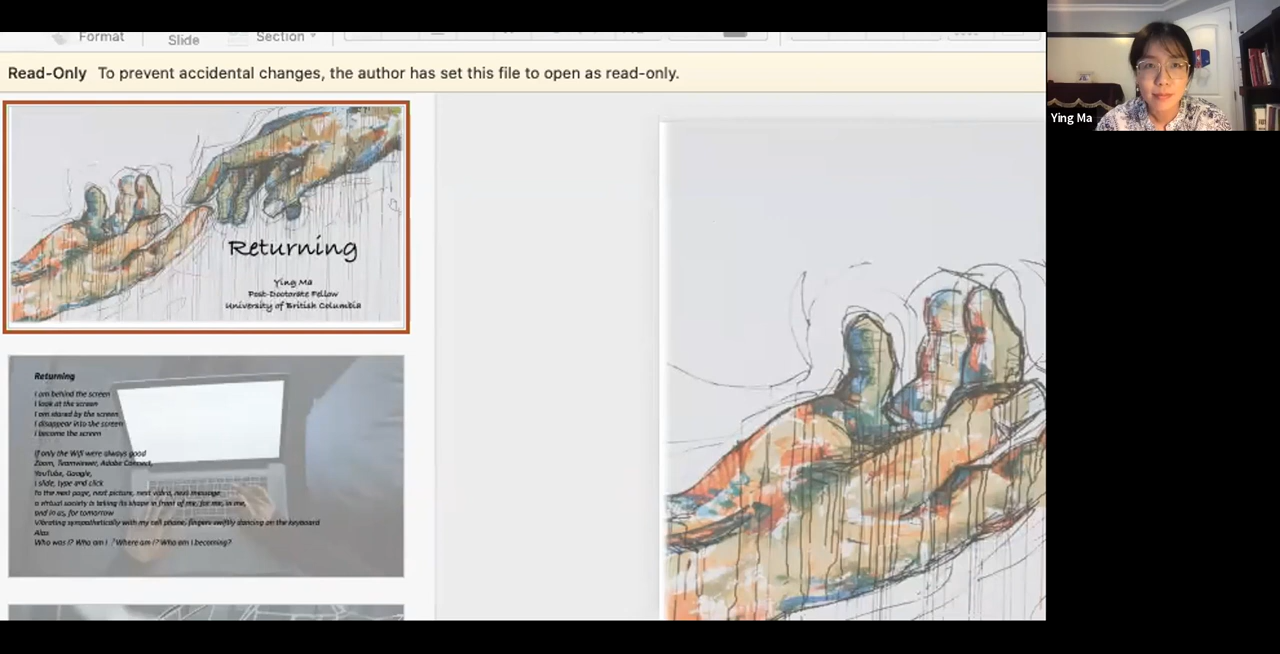 Format
Slide
Section
Read-Only To prevent accidental changes, the author has set this file to open as read-only.
Ying Ma
Returning
Ying Ma
Post-Doctorate Fellow
University of British Columbia
Returning
I am behind the screen
I look at the screen
I am stared by the screen
I disappear into the screen
I become the screen
If only the Wifi were always good
Zoom, Teamviewer, Adobe Connect,
YouTube, Google,
I slide, type and click
To the next page, next picture, next video, next message
a virtual society is taking its shape in front of me, for me, in me,
and in us, for tomorrow
Vibrating sympathetically with my cell phone, fingers swiftly dancing on the keyboard
Alas
Who was I? Who am I ? Where am I? Who am I becoming?